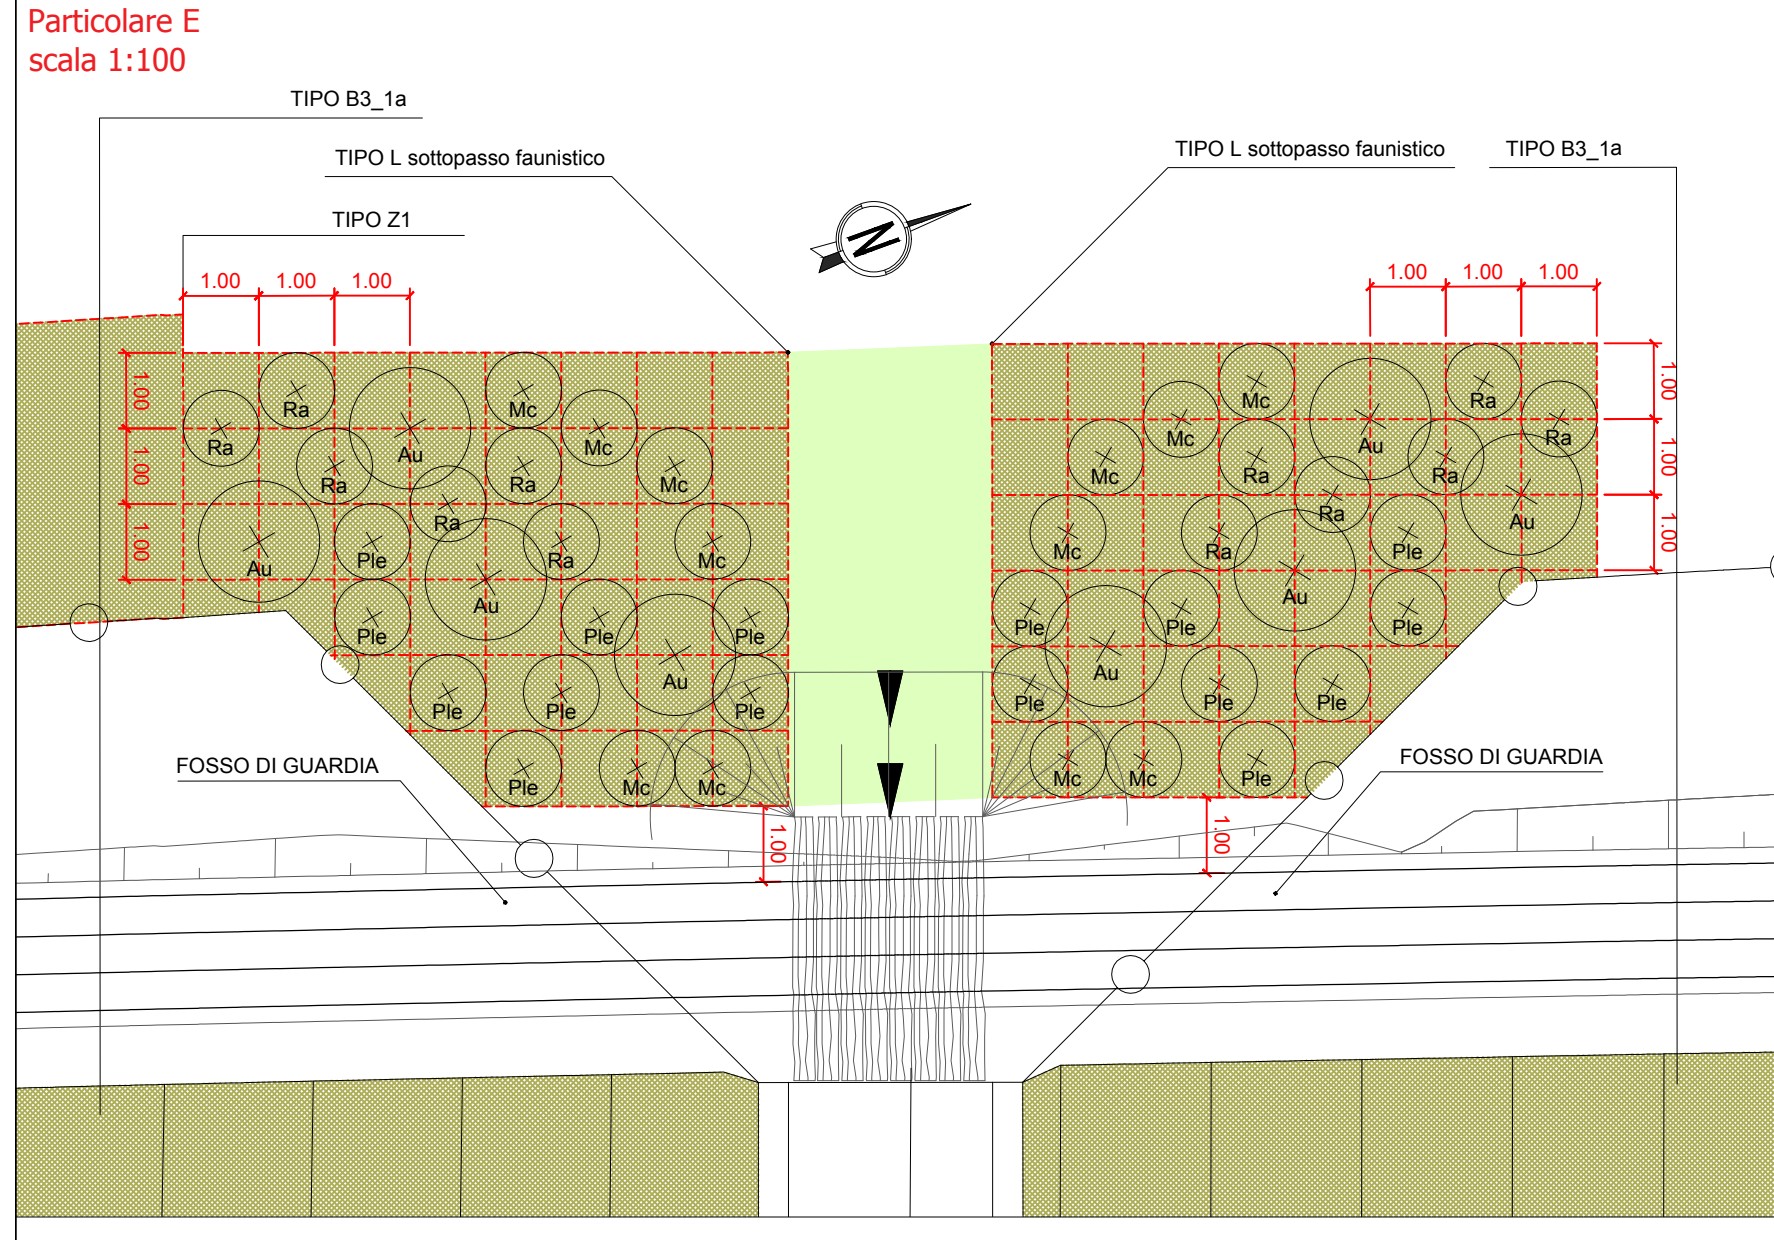 Particolare E
scala 1:100
TIPO B3_1a
TIPO L sottopasso faunistico
TIPO L sottopasso faunistico
TIPO B3_1a
TIPO Z1
N
1.00 1.00 1.00
1.00 1.00 1.00
1.00
1.00
1.00
1.00
1.00
1.00
Ra
Mc
Ra
Mc
Au
Ra
Mc
Ra
Ra
Mc
Mc
Au
Ra
Ra
Mc
Mc
Ra
Ra
Ra
Ra
Au
Au
Ple
Ra
Mc
Mc
Ra
Ple
Au
Au
Ple
Ple
Ple
Ple
Ple
Au
Ple
Au
Au
Ple
Ple
Ple
Ple
Ple
Ple
Ple
Mc
Mc
Mc
Mc
Ple
FOSSO DI GUARDIA
FOSSO DI GUARDIA
1.00
1.00